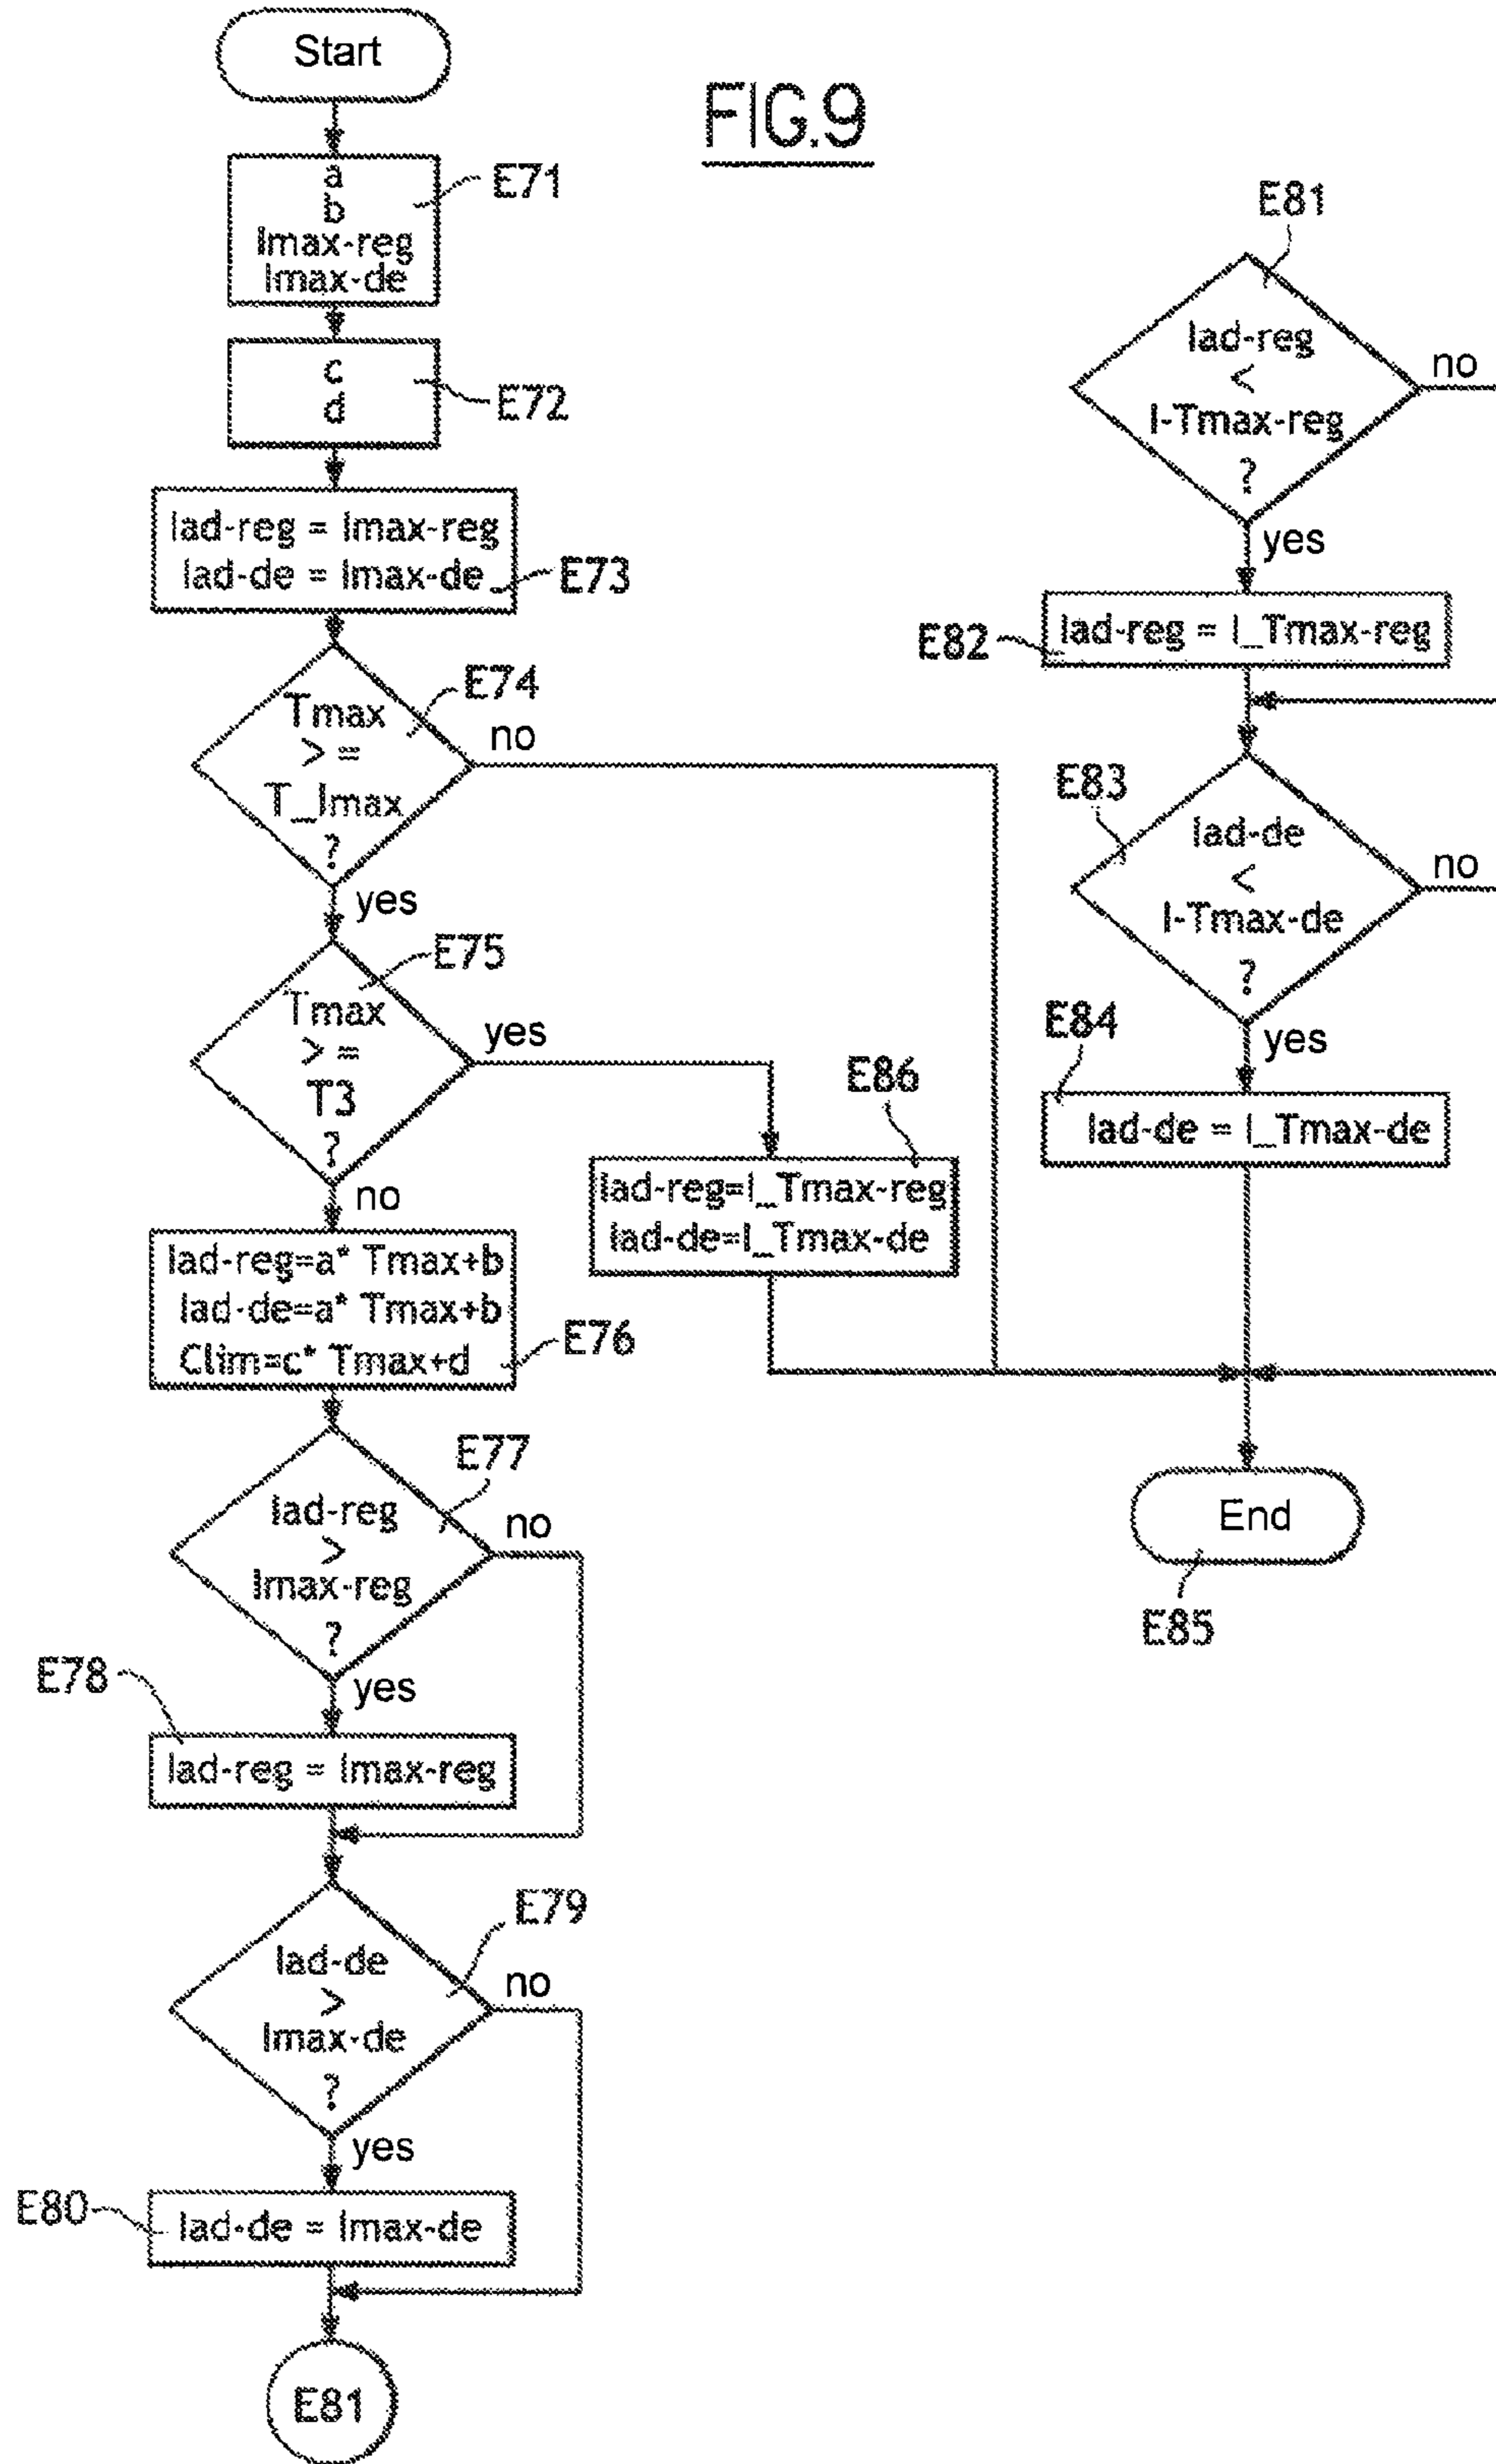 FIG.9
Start
a
b
Imax-reg
Imax-de
E71
c
d
E72
Iad-reg = Imax-reg
Iad-de = Imax-de
E73
Tmax
> =
T_Imax
?
E74
no
yes
Tmax
> =
T3
?
E75
yes
no
Iad-reg=I_Tmax-reg
Iad-de=I_Tmax-de
E86
Iad-reg=a* Tmax+b
Iad-de=a* Tmax+b
Clim=c* Tmax+d
E76
Iad-reg
>
Imax-reg
?
E77
no
yes
E78
Iad-reg = Imax-reg
Iad-de
>
Imax-de
?
E79
no
yes
E80
Iad-de = Imax-de
E81
E81
Iad-reg
<
I-Tmax-reg
?
no
yes
E82
Iad-reg = I_Tmax-reg
E83
Iad-de
<
I-Tmax-de
?
no
yes
E84
Iad-de = I_Tmax-de
End
E85